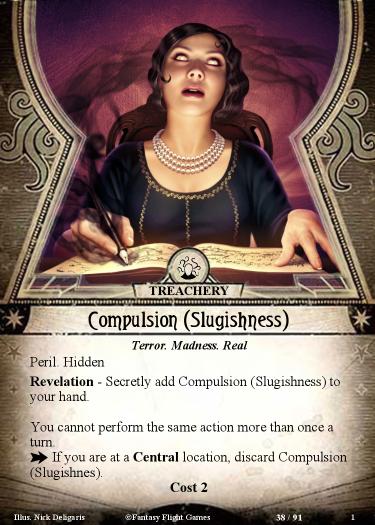 TREACHERY
Compulsion (Slugishness)
Terror. Madness. Real
Peril. Hidden
Revelation - Secretly add Compulsion (Slugishness) to
your hand.
You cannot perform the same action more than once a
turn.
If you are at a Central location, discard Compulsion
(Slugishnes).
Cost 2
Illus. Nick Deligaris ©Fantasy Flight Games 38 / 91 1